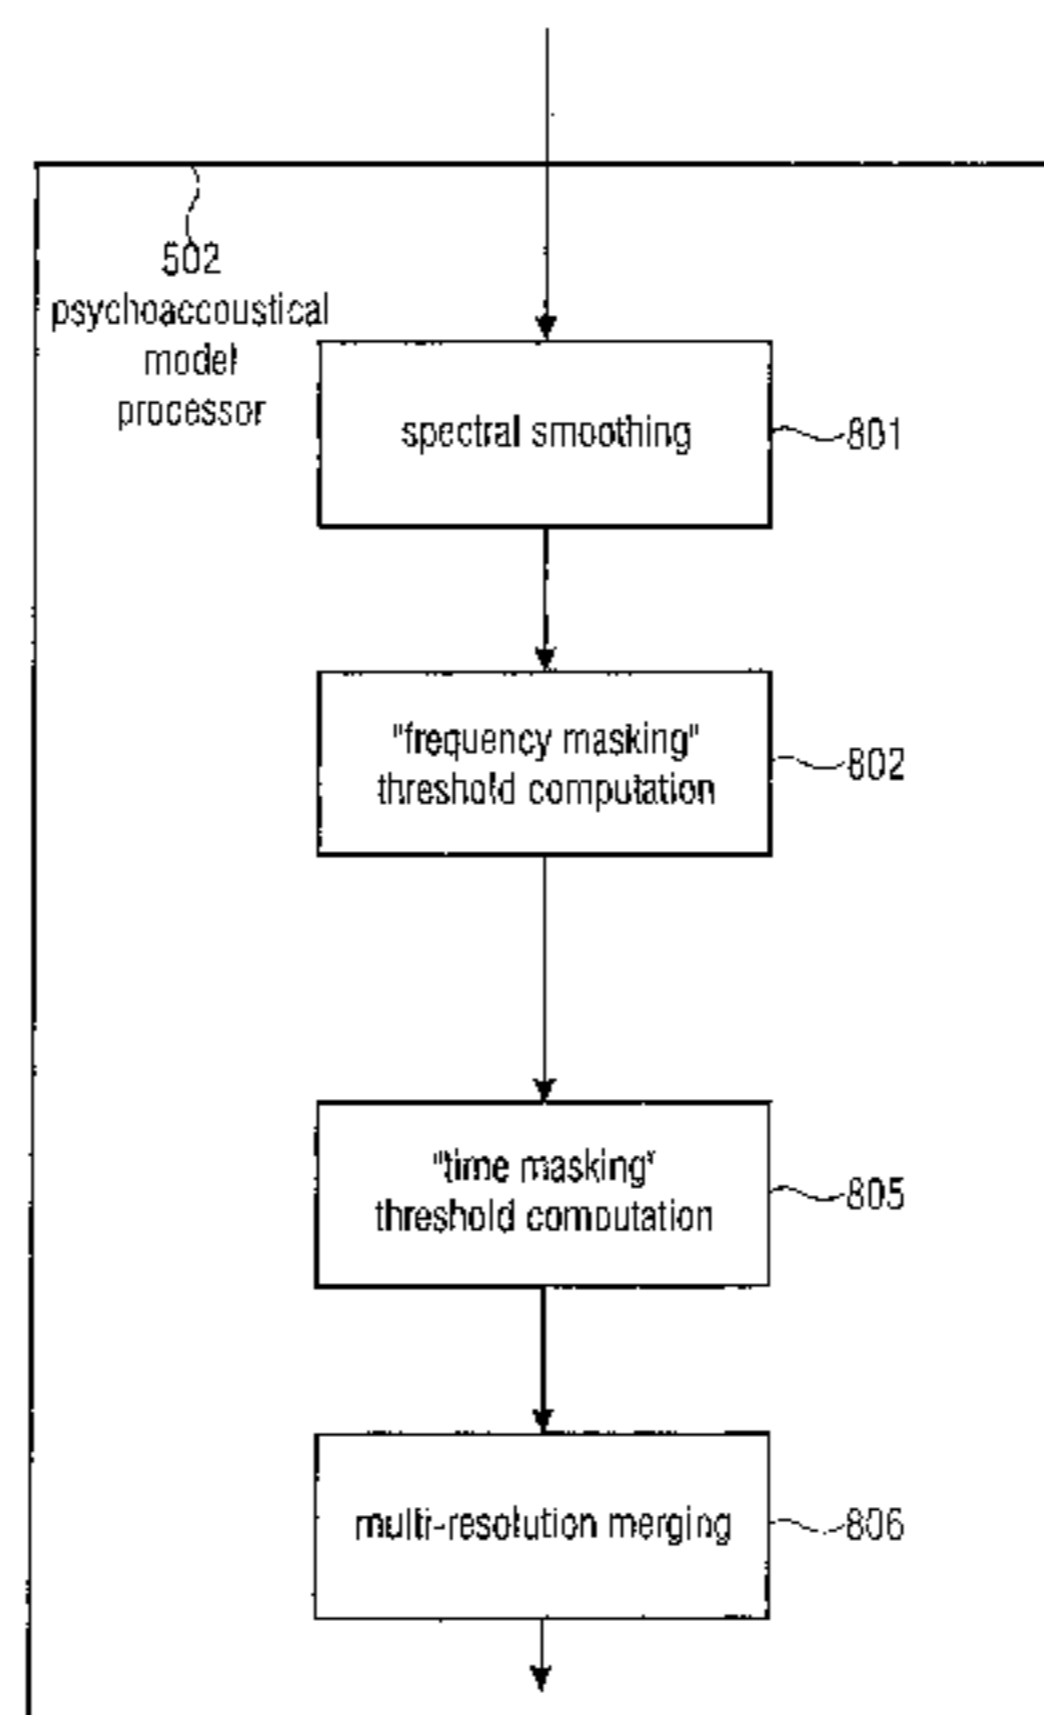 502
psychoaccoustical
model
processor
spectral smoothing
801
"frequency masking"
threshold computation
802
"time masking"
threshold computation
805
multi-resolution merging
806